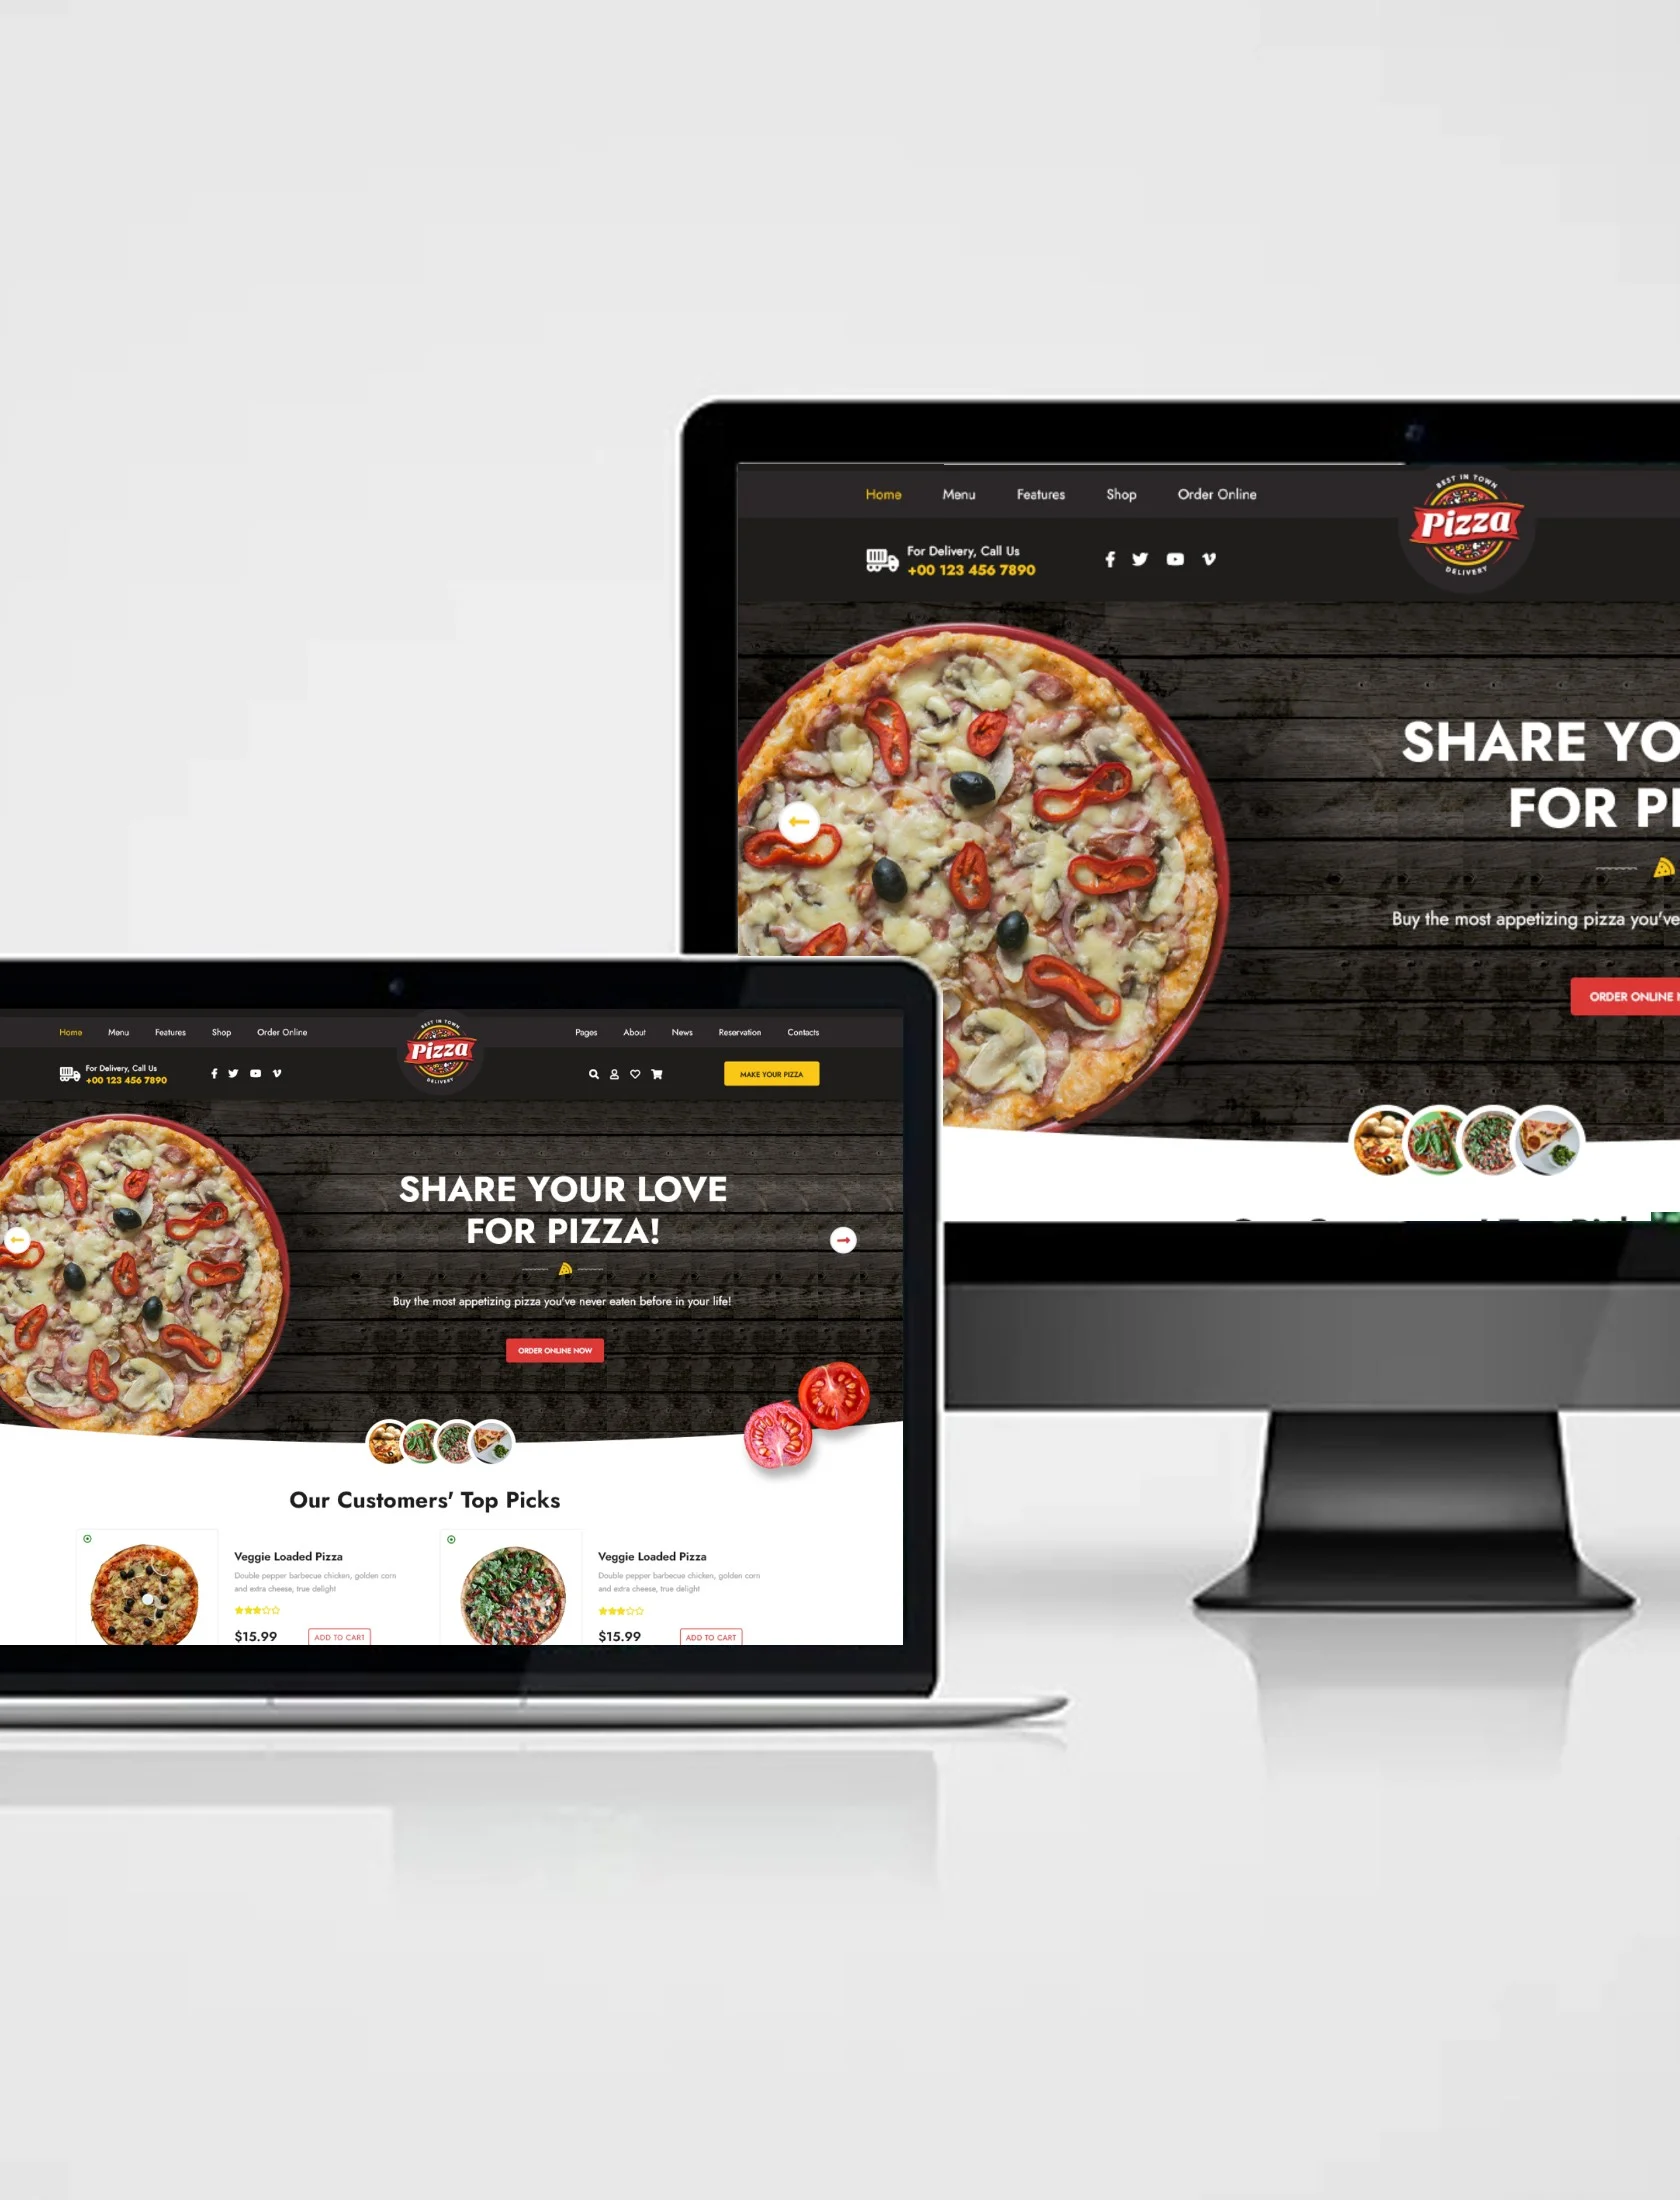 Home Menu Features Shop Order Online
BEST IN TOWN
Pizza
DELIVERY
For Delivery, Call Us
+00 123 456 7890
SHARE YO
FOR PI
Buy the most appetizing pizza you've
ORDER ONLINE
Home Menu Features Shop Order Online
BEST IN TOWN
Pizza
DELIVERY
Pages About News Reservation Contacts
For Delivery, Call Us
+00 123 456 7890
MAKE YOUR PIZZA
SHARE YOUR LOVE
FOR PIZZA!
Buy the most appetizing pizza you've never eaten before in your life!
ORDER ONLINE NOW
Our Customers' Top Picks
Veggie Loaded Pizza
Double pepper barbecue chicken, golden corn
and extra cheese, true delight
$15.99 ADD TO CART
Veggie Loaded Pizza
Double pepper barbecue chicken, golden corn
and extra cheese, true delight
$15.99 ADD TO CART